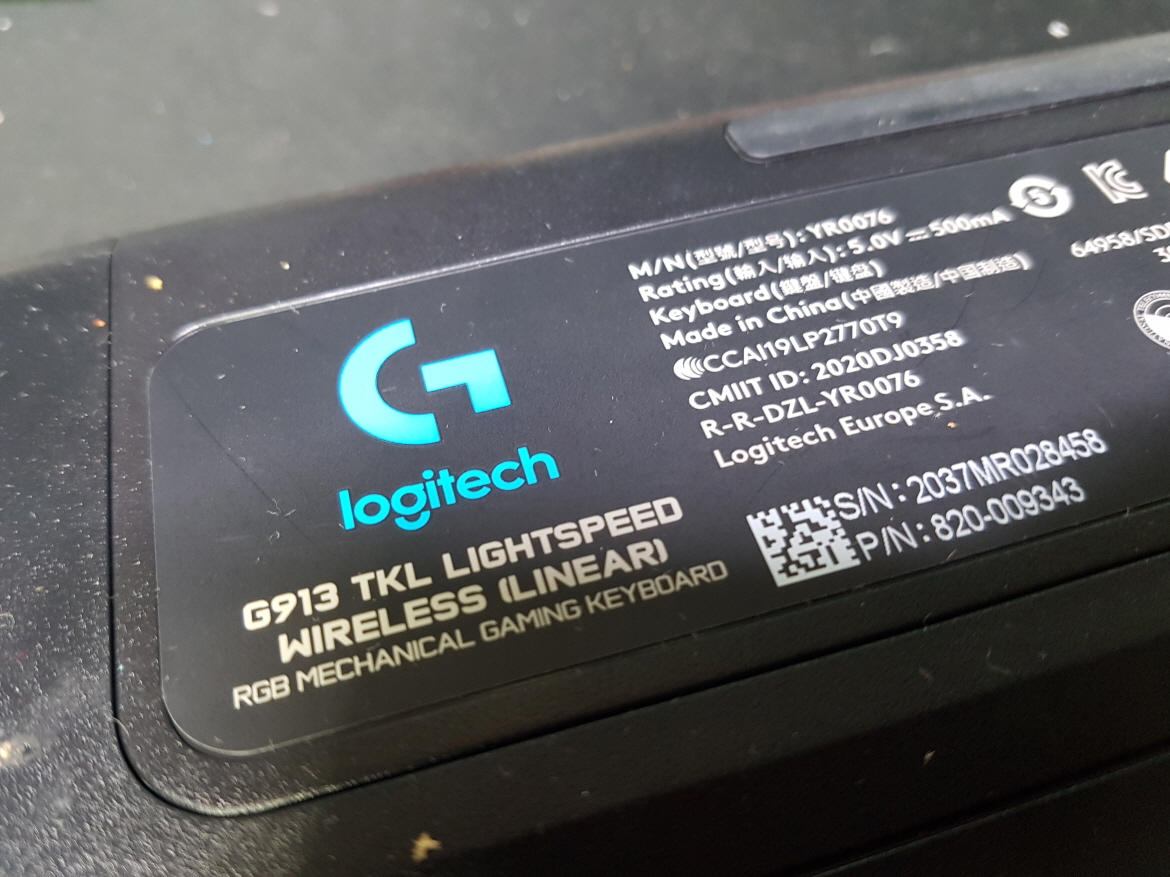 logitech
G913 TKL LIGHTSPEED
WIRELESS (LINEAR)
RGB MECHANICAL GAMING KEYBOARD
M/N(型號/型号): YR0076
Rating(輸入/输入): 5.0V ⎓ 500mA
Keyboard(鍵盤/键盘)
Made in China(中國製造/中国制造)
CCAI19LP2770T9
CMIIT ID: 2020DJ0358
R-R-DZL-YR0076
Logitech Europe S.A.
S/N: 2037MR028458
P/N: 820-009343